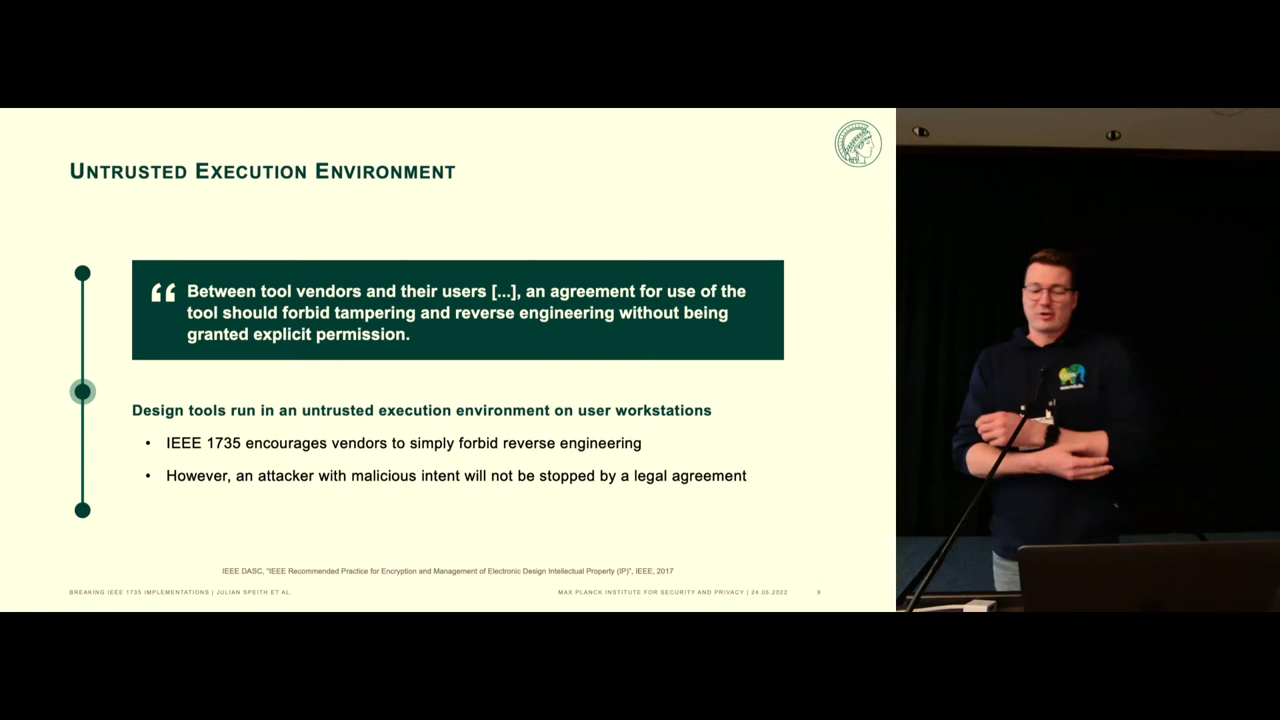 UNTRUSTED EXECUTION ENVIRONMENT
“ Between tool vendors and their users [...], an agreement for use of the
tool should forbid tampering and reverse engineering without being
granted explicit permission.
Design tools run in an untrusted execution environment on user workstations
• IEEE 1735 encourages vendors to simply forbid reverse engineering
• However, an attacker with malicious intent will not be stopped by a legal agreement
IEEE DASC, "IEEE Recommended Practice for Encryption and Management of Electronic Design Intellectual Property (IP)", IEEE, 2017
BREAKING IEEE 1735 IMPLEMENTATIONS | JULIAN SPEITH ET AL.
MAX PLANCK INSTITUTE FOR SECURITY AND PRIVACY | 24.05.2022
9